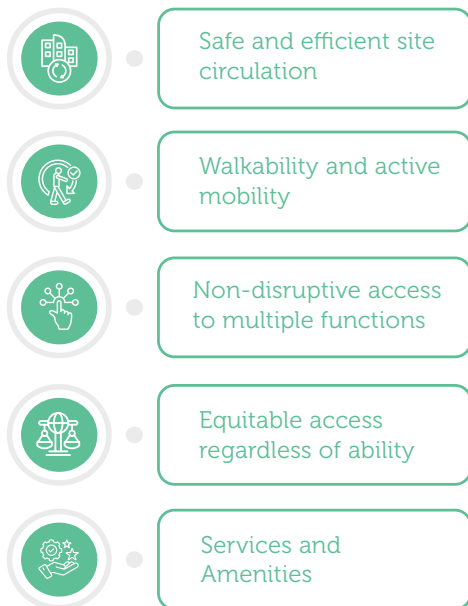 Safe and efficient site
circulation
Walkability and active
mobility
Non-disruptive access
to multiple functions
Equitable access
regardless of ability
Services and
Amenities